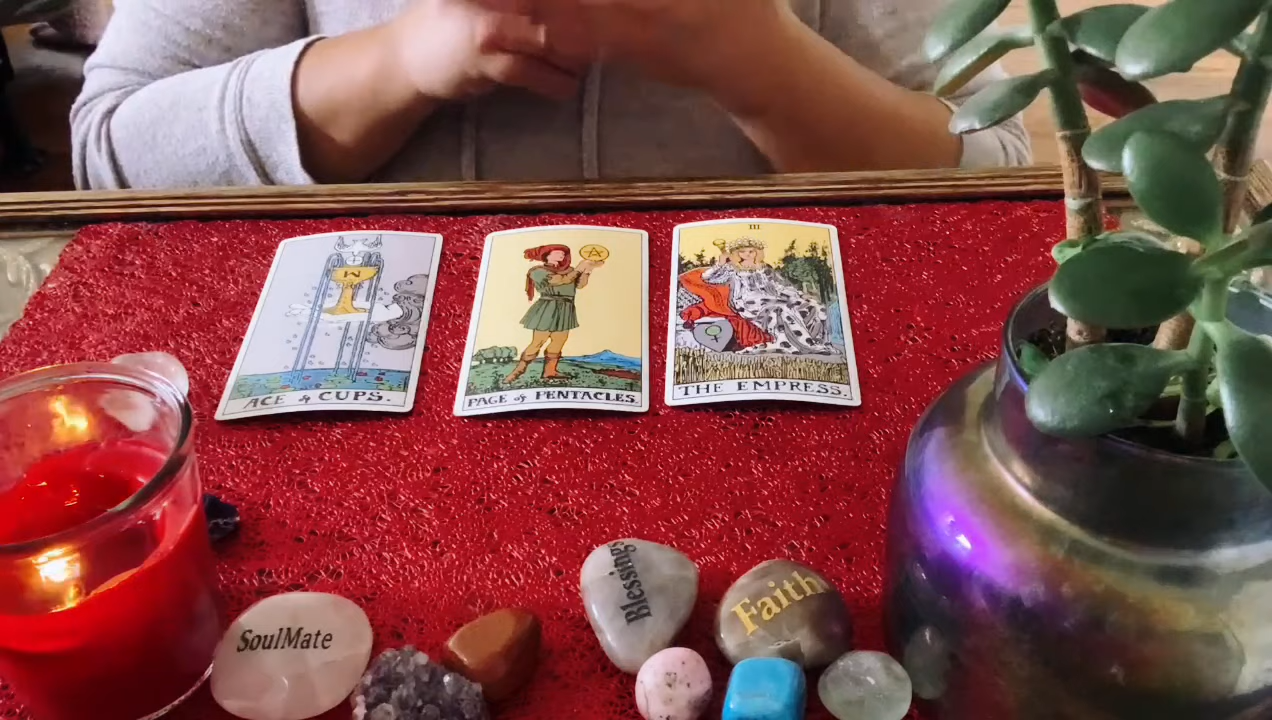 III
M
ACE of CUPS.
PAGE of PENTACLES.
THE EMPRESS.
Blessings
Faith
SoulMate